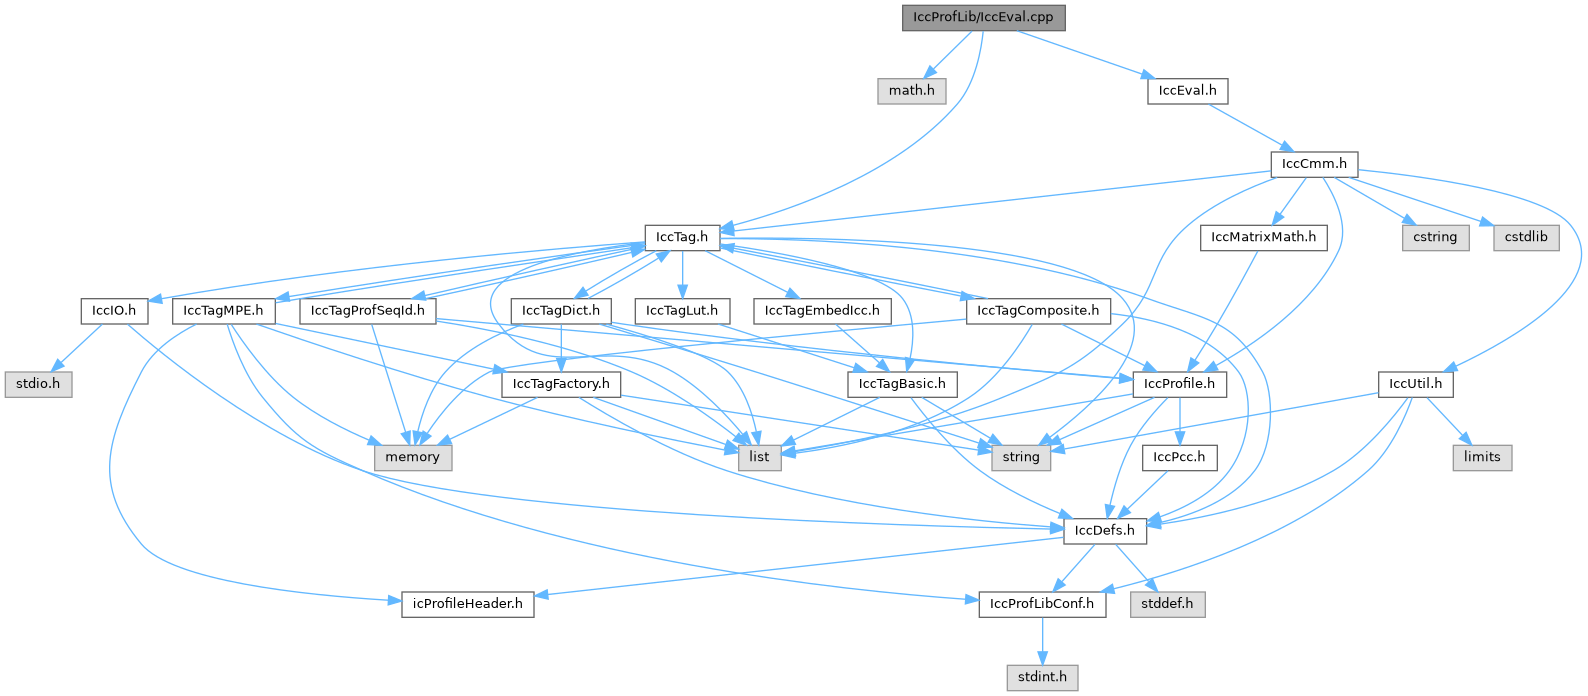 IccProfLib/IccEval.cpp
math.h
IccEval.h
IccCmm.h
IccTag.h
IccMatrixMath.h
cstring
cstdlib
IccIO.h
IccTagMPE.h
IccTagProfSeqId.h
IccTagDict.h
IccTagLut.h
IccTagEmbedIcc.h
IccTagComposite.h
stdio.h
IccTagFactory.h
IccTagBasic.h
IccProfile.h
IccUtil.h
memory
list
string
IccPcc.h
limits
IccDefs.h
icProfileHeader.h
IccProfLibConf.h
stddef.h
stdint.h